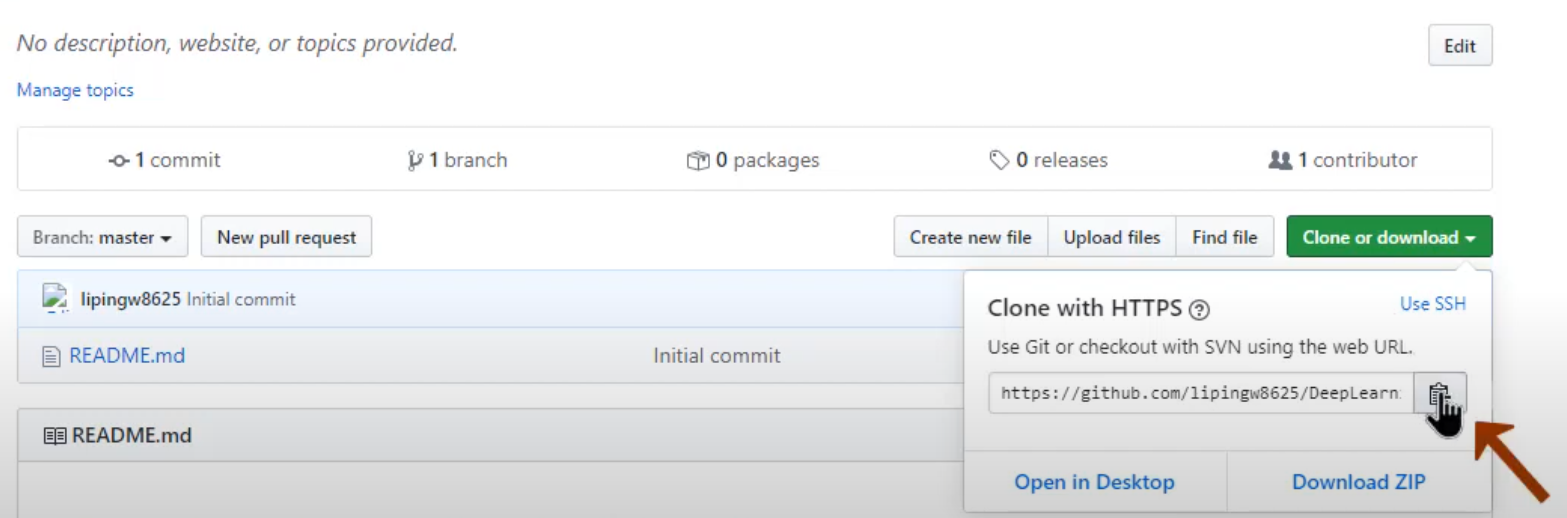 No description, website, or topics provided.
Edit
Manage topics
1 commit
1 branch
0 packages
0 releases
1 contributor
Branch: master
New pull request
Create new file
Upload files
Find file
Clone or download
lipingw8625 Initial commit
README.md
Initial commit
Clone with HTTPS
Use SSH
Use Git or checkout with SVN using the web URL.
https://github.com/lipingw8625/DeepLearn
Open in Desktop
Download ZIP
README.md